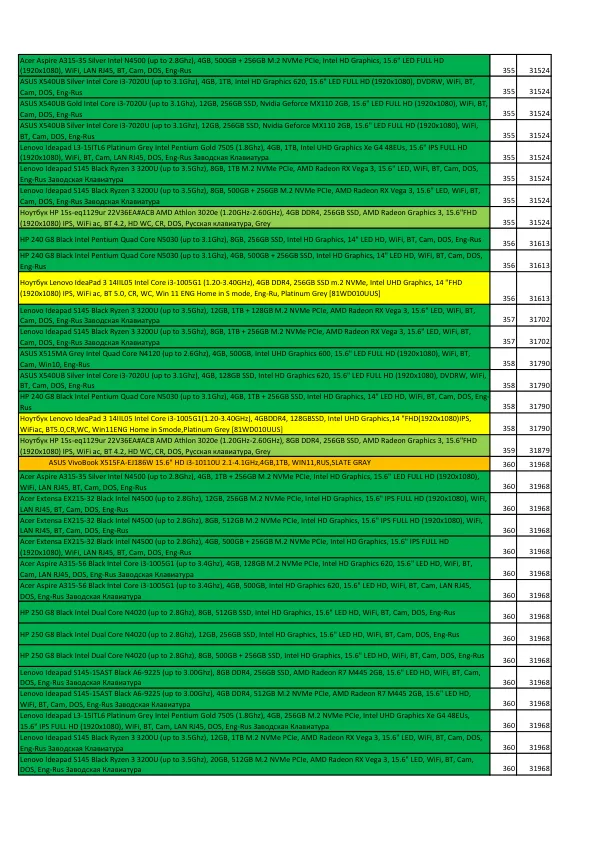 Acer Aspire A315-35 Silver Intel N4500 (up to 2.8Ghz), 4GB, 500GB + 256GB M.2 NVMe PCIe, Intel HD Graphics, 15.6" LED FULL HD
(1920x1080), WiFi, LAN RJ45, BT, Cam, DOS, Eng-Rus 355 31524
ASUS X540UB Silver Intel Core i3-7020U (up to 3.1Ghz), 4GB, 1TB, Intel HD Graphics 620, 15.6" LED FULL HD (1920x1080), DVDRW, WiFi, BT,
Cam, DOS, Eng-Rus 355 31524
ASUS X540UB Gold Intel Core i3-7020U (up to 3.1Ghz), 12GB, 256GB SSD, Nvidia Geforce MX110 2GB, 15.6" LED FULL HD (1920x1080), WiFi, BT,
Cam, DOS, Eng-Rus 355 31524
ASUS X540UB Silver Intel Core i3-7020U (up to 3.1Ghz), 12GB, 256GB SSD, Nvidia Geforce MX110 2GB, 15.6" LED FULL HD (1920x1080), WiFi,
BT, Cam, DOS, Eng-Rus 355 31524
Lenovo Ideapad L3-15ITL6 Platinum Grey Intel Pentium Gold 7505 (1.8Ghz), 4GB, 1TB, Intel UHD Graphics Xe G4 48EUs, 15.6" IPS FULL HD
(1920x1080), WiFi, BT, Cam, LAN RJ45, DOS, Eng-Rus Заводская Клавиатура 355 31524
Lenovo Ideapad S145 Black Ryzen 3 3200U (up to 3.5Ghz), 8GB, 1TB M.2 NVMe PCIe, AMD Radeon RX Vega 3, 15.6" LED, WiFi, BT, Cam, DOS,
Eng-Rus Заводская Клавиатура 355 31524
Lenovo Ideapad S145 Black Ryzen 3 3200U (up to 3.5Ghz), 8GB, 500GB + 256GB M.2 NVMe PCIe, AMD Radeon RX Vega 3, 15.6" LED, WiFi, BT,
Cam, DOS, Eng-Rus Заводская Клавиатура 355 31524
Ноутбук HP 15s-eq1129ur 22V36EA#ACB AMD Athlon 3020e (1.20GHz-2.60GHz), 4GB DDR4, 256GB SSD, AMD Radeon Graphics 3, 15.6"FHD
(1920x1080) IPS, WiFi ac, BT 4.2, HD WC, CR, DOS, Русская клавиатура, Grey 355 31524
HP 240 G8 Black Intel Pentium Quad Core N5030 (up to 3.1Ghz), 8GB, 256GB SSD, Intel HD Graphics, 14" LED HD, WiFi, BT, Cam, DOS, Eng-Rus 356 31613
HP 240 G8 Black Intel Pentium Quad Core N5030 (up to 3.1Ghz), 4GB, 500GB + 256GB SSD, Intel HD Graphics, 14" LED HD, WiFi, BT, Cam, DOS,
Eng-Rus 356 31613
Ноутбук Lenovo IdeaPad 3 14IIL05 Intel Core i3-1005G1 (1.20-3.40GHz), 4GB DDR4, 256GB SSD m.2 NVMe, Intel UHD Graphics, 14 "FHD
(1920x1080) IPS, WiFi ac, BT 5.0, CR, WC, Win 11 ENG Home in S mode, Eng-Ru, Platinum Grey [81WD010UUS] 356 31613
Lenovo Ideapad S145 Black Ryzen 3 3200U (up to 3.5Ghz), 12GB, 1TB + 128GB M.2 NVMe PCIe, AMD Radeon RX Vega 3, 15.6" LED, WiFi, BT,
Cam, DOS, Eng-Rus Заводская Клавиатура 357 31702
Lenovo Ideapad S145 Black Ryzen 3 3200U (up to 3.5Ghz), 8GB, 1TB + 256GB M.2 NVMe PCIe, AMD Radeon RX Vega 3, 15.6" LED, WiFi, BT,
Cam, DOS, Eng-Rus Заводская Клавиатура 357 31702
ASUS X515MA Grey Intel Quad Core N4120 (up to 2.6Ghz), 4GB, 500GB, Intel UHD Graphics 600, 15.6" LED FULL HD (1920x1080), WiFi, BT,
Cam, Win10, Eng-Rus 358 31790
ASUS X540UB Silver Intel Core i3-7020U (up to 3.1Ghz), 4GB, 128GB SSD, Intel HD Graphics 620, 15.6" LED FULL HD (1920x1080), DVDRW, WiFi,
BT, Cam, DOS, Eng-Rus 358 31790
HP 240 G8 Black Intel Pentium Quad Core N5030 (up to 3.1Ghz), 4GB, 1TB + 256GB SSD, Intel HD Graphics, 14" LED HD, WiFi, BT, Cam, DOS, Eng-
Rus 358 31790
Ноутбук Lenovo IdeaPad 3 14IIL05 Intel Core i3-1005G1(1.20-3.40GHz), 4GBDDR4, 128GBSSD, Intel UHD Graphics,14 "FHD(1920x1080)IPS,
WiFiac, BT5.0,CR,WC, Win11ENG Home in Smode,Platinum Grey [81WD010UUS] 358 31790
Ноутбук HP 15s-eq1129ur 22V36EA#ACB AMD Athlon 3020e (1.20GHz-2.60GHz), 8GB DDR4, 256GB SSD, AMD Radeon Graphics 3, 15.6"FHD
(1920x1080) IPS, WiFi ac, BT 4.2, HD WC, CR, DOS, Русская клавиатура, Grey 359 31879
ASUS VivoBook X515FA-EJ186W 15.6" HD i3-10110U 2.1-4.1GHz,4GB,1TB, WIN11,RUS,SLATE GRAY 360 31968
Acer Aspire A315-35 Silver Intel N4500 (up to 2.8Ghz), 4GB, 1TB + 256GB M.2 NVMe PCIe, Intel HD Graphics, 15.6" LED FULL HD (1920x1080),
WiFi, LAN RJ45, BT, Cam, DOS, Eng-Rus 360 31968
Acer Extensa EX215-32 Black Intel N4500 (up to 2.8Ghz), 12GB, 256GB M.2 NVMe PCIe, Intel HD Graphics, 15.6" IPS FULL HD (1920x1080), WiFi,
LAN RJ45, BT, Cam, DOS, Eng-Rus 360 31968
Acer Extensa EX215-32 Black Intel N4500 (up to 2.8Ghz), 8GB, 512GB M.2 NVMe PCIe, Intel HD Graphics, 15.6" IPS FULL HD (1920x1080), WiFi,
LAN RJ45, BT, Cam, DOS, Eng-Rus 360 31968
Acer Extensa EX215-32 Black Intel N4500 (up to 2.8Ghz), 4GB, 500GB + 256GB M.2 NVMe PCIe, Intel HD Graphics, 15.6" IPS FULL HD
(1920x1080), WiFi, LAN RJ45, BT, Cam, DOS, Eng-Rus 360 31968
Acer Aspire A315-56 Black Intel Core i3-1005G1 (up to 3.4Ghz), 4GB, 128GB M.2 NVMe PCIe, Intel HD Graphics 620, 15.6" LED HD, WiFi, BT,
Cam, LAN RJ45, DOS, Eng-Rus Заводская Клавиатура 360 31968
Acer Aspire A315-56 Black Intel Core i3-1005G1 (up to 3.4Ghz), 4GB, 500GB, Intel HD Graphics 620, 15.6" LED HD, WiFi, BT, Cam, LAN RJ45,
DOS, Eng-Rus Заводская Клавиатура 360 31968
HP 250 G8 Black Intel Dual Core N4020 (up to 2.8Ghz), 8GB, 512GB SSD, Intel HD Graphics, 15.6" LED HD, WiFi, BT, Cam, DOS, Eng-Rus 360 31968
HP 250 G8 Black Intel Dual Core N4020 (up to 2.8Ghz), 12GB, 256GB SSD, Intel HD Graphics, 15.6" LED HD, WiFi, BT, Cam, DOS, Eng-Rus 360 31968
HP 250 G8 Black Intel Dual Core N4020 (up to 2.8Ghz), 8GB, 500GB + 256GB SSD, Intel HD Graphics, 15.6" LED HD, WiFi, BT, Cam, DOS, Eng-Rus 360 31968
Lenovo Ideapad S145-15AST Black A6-9225 (up to 3.00Ghz), 8GB DDR4, 256GB SSD, AMD Radeon R7 M445 2GB, 15.6" LED HD, WiFi, BT, Cam,
DOS, Eng-Rus Заводская Клавиатура 360 31968
Lenovo Ideapad S145-15AST Black A6-9225 (up to 3.00Ghz), 4GB DDR4, 512GB M.2 NVMe PCIe, AMD Radeon R7 M445 2GB, 15.6" LED HD,
WiFi, BT, Cam, DOS, Eng-Rus Заводская Клавиатура 360 31968
Lenovo Ideapad L3-15ITL6 Platinum Grey Intel Pentium Gold 7505 (1.8Ghz), 4GB, 256GB M.2 NVMe PCIe, Intel UHD Graphics Xe G4 48EUs,
15.6" IPS FULL HD (1920x1080), WiFi, BT, Cam, LAN RJ45, DOS, Eng-Rus Заводская Клавиатура 360 31968
Lenovo Ideapad S145 Black Ryzen 3 3200U (up to 3.5Ghz), 12GB, 1TB M.2 NVMe PCIe, AMD Radeon RX Vega 3, 15.6" LED, WiFi, BT, Cam, DOS,
Eng-Rus Заводская Клавиатура 360 31968
Lenovo Ideapad S145 Black Ryzen 3 3200U (up to 3.5Ghz), 20GB, 512GB M.2 NVMe PCIe, AMD Radeon RX Vega 3, 15.6" LED, WiFi, BT, Cam,
DOS, Eng-Rus Заводская Клавиатура 360 31968